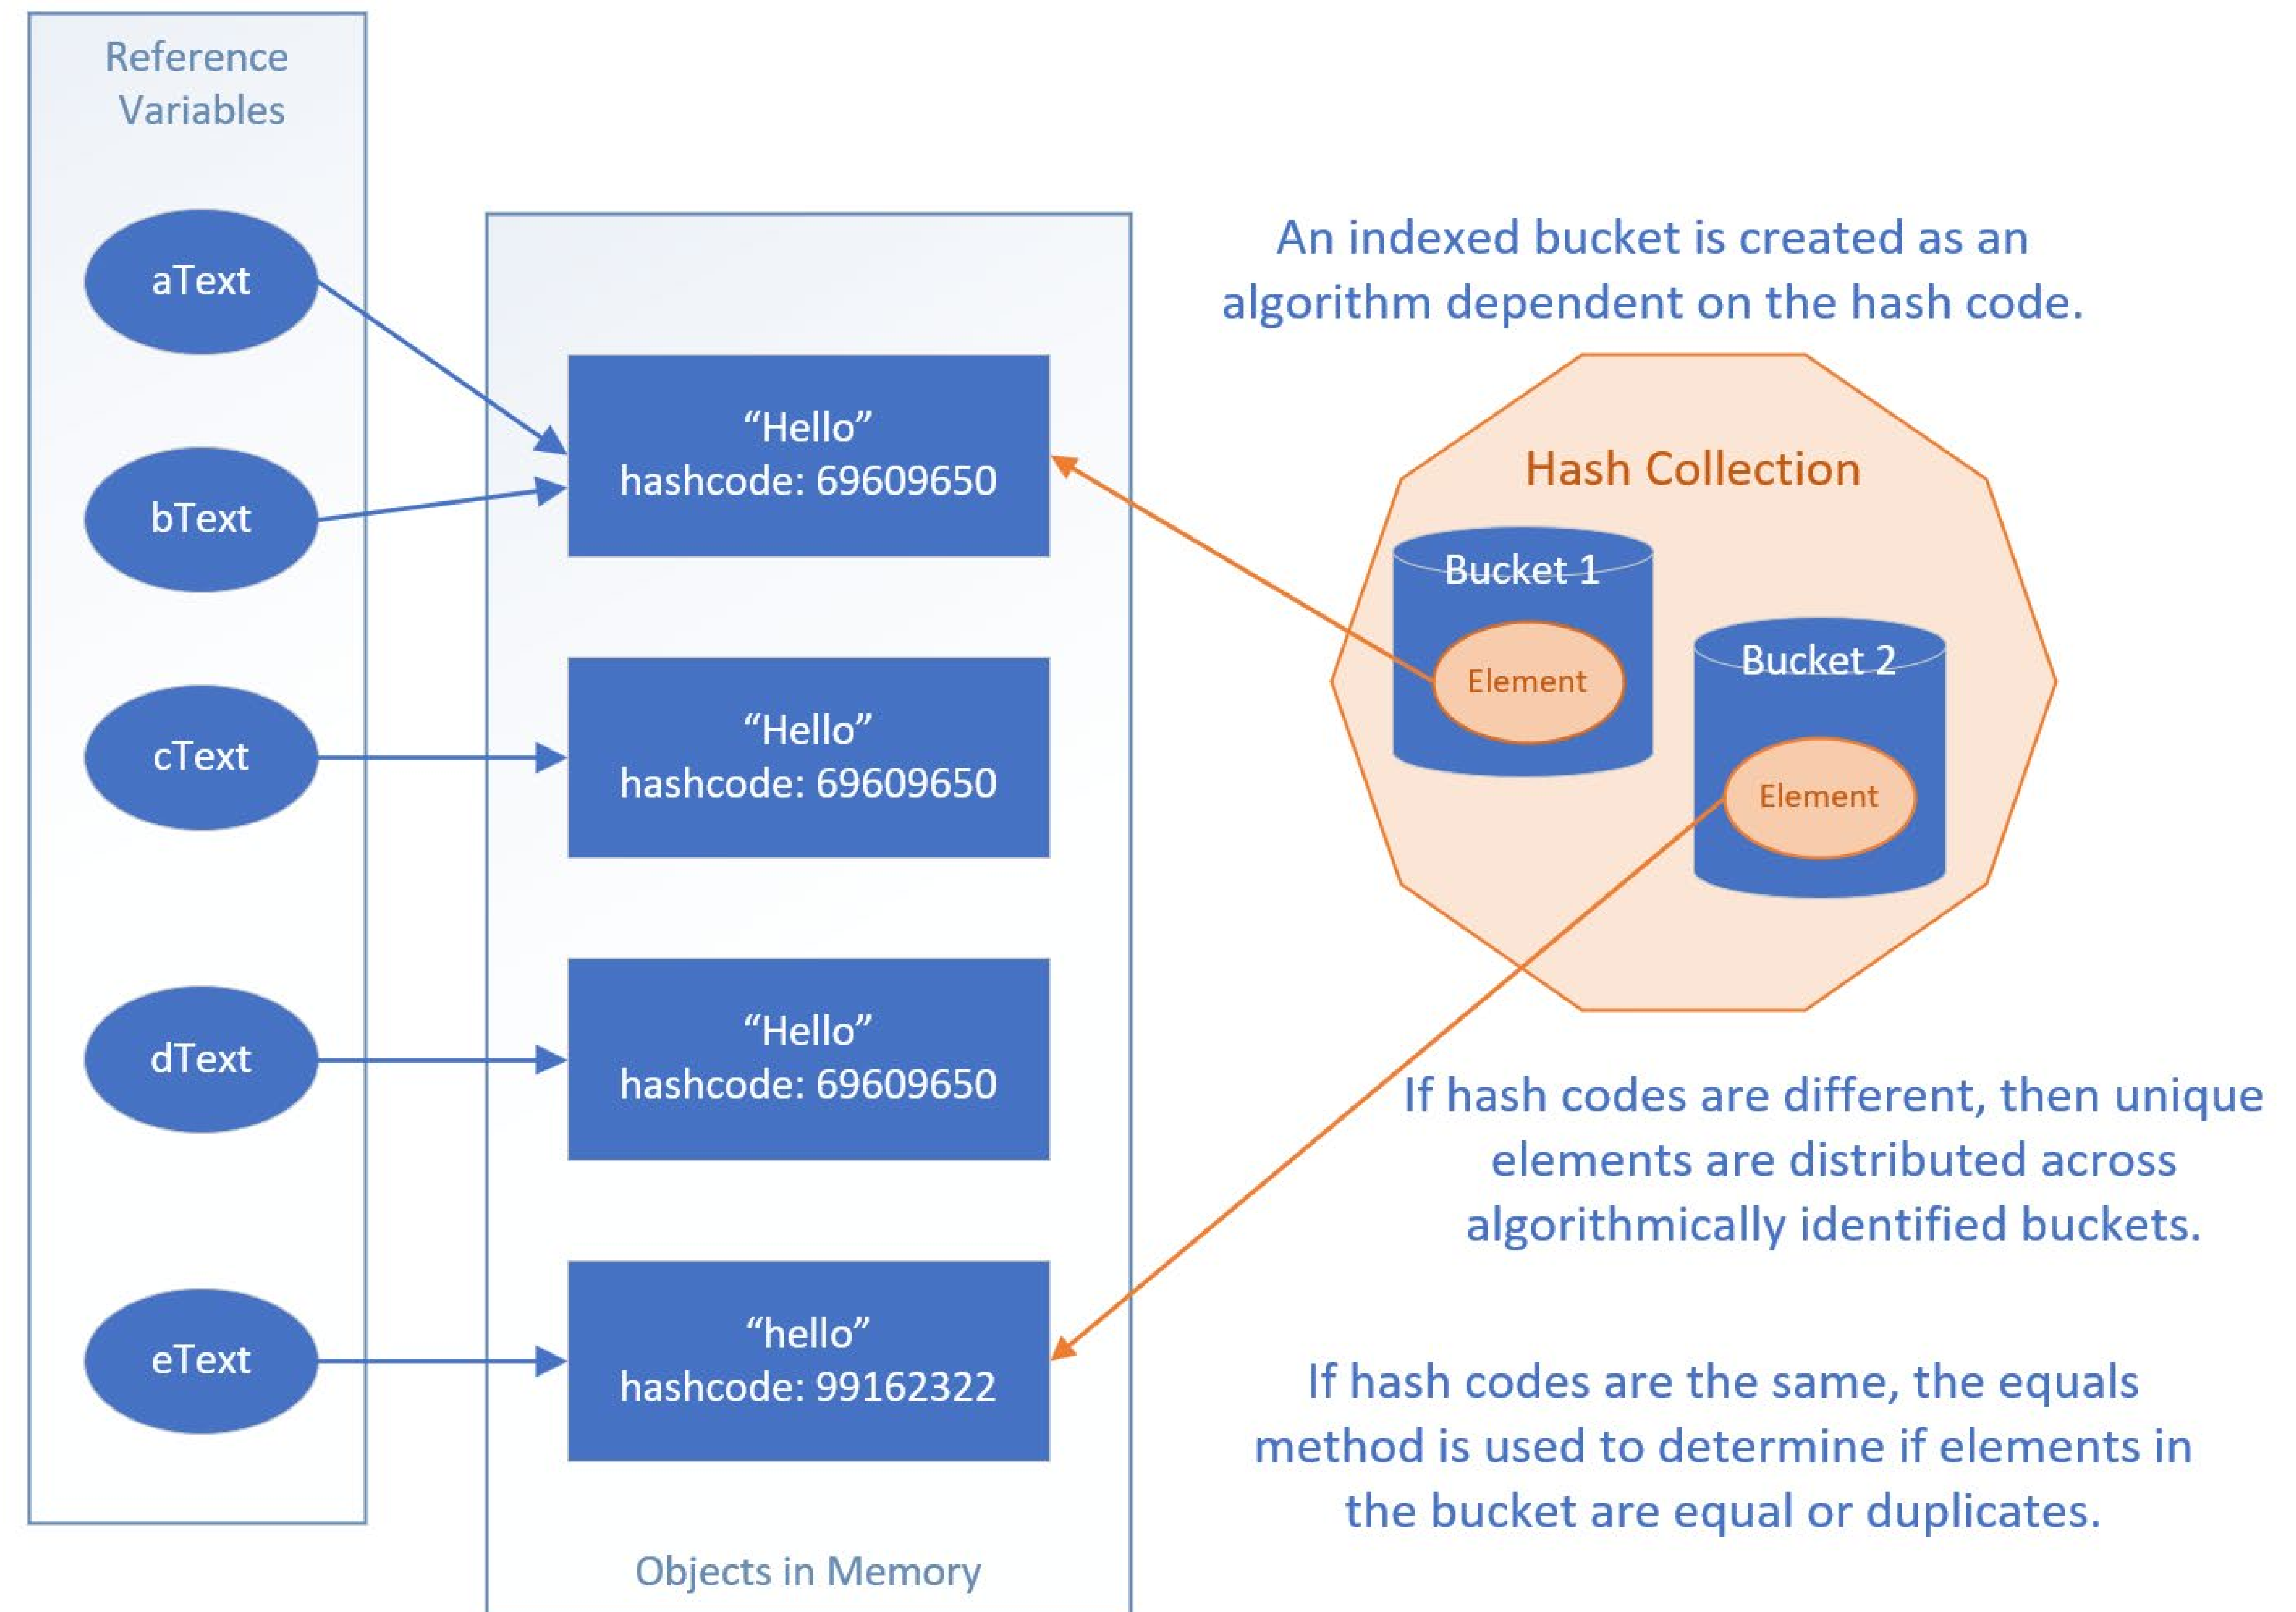 Reference
Variables
aText
bText
cText
dText
eText
“Hello”
hashcode: 69609650
“Hello”
hashcode: 69609650
“Hello”
hashcode: 69609650
“hello”
hashcode: 99162322
Objects in Memory
An indexed bucket is created as an
algorithm dependent on the hash code.
Hash Collection
Bucket 1
Element
Bucket 2
Element
If hash codes are different, then unique
elements are distributed across
algorithmically identified buckets.
If hash codes are the same, the equals
method is used to determine if elements in
the bucket are equal or duplicates.